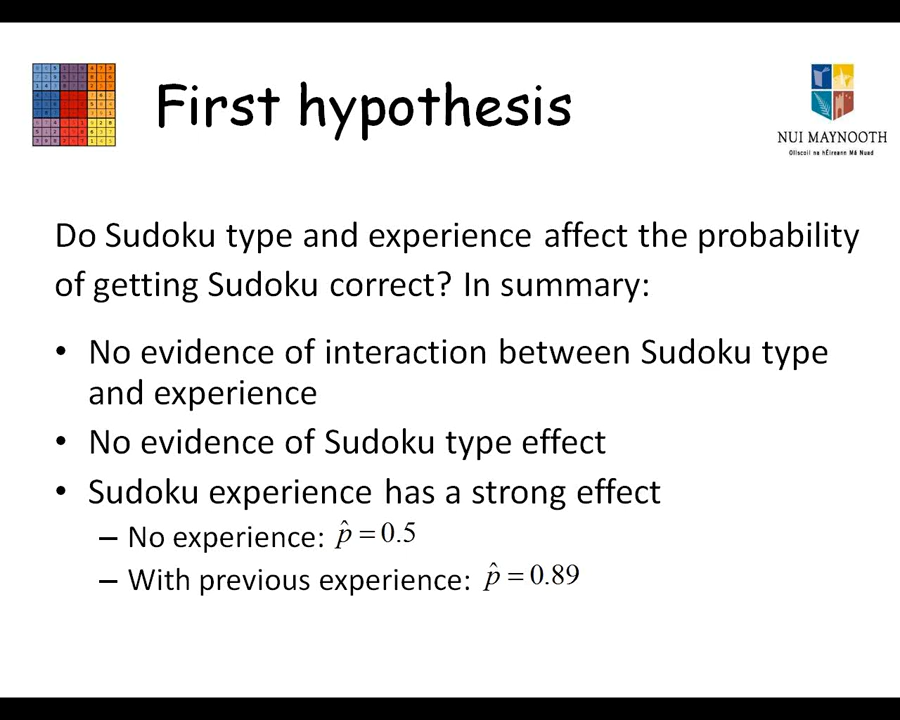 First hypothesis
NUI MAYNOOTH
Ollscoil na hÉireann Má Nuad
Do Sudoku type and experience affect the probability
of getting Sudoku correct? In summary:
• No evidence of interaction between Sudoku type
and experience
• No evidence of Sudoku type effect
• Sudoku experience has a strong effect
– No experience: p̂ = 0.5
– With previous experience: p̂ = 0.89